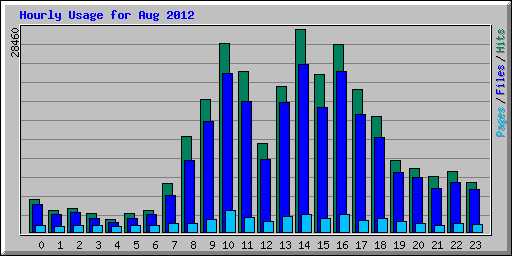 Hourly Usage for Aug 2012
28460
Pages/Files/Hits
0 1 2 3 4 5 6 7 8 9 10 11 12 13 14 15 16 17 18 19 20 21 22 23